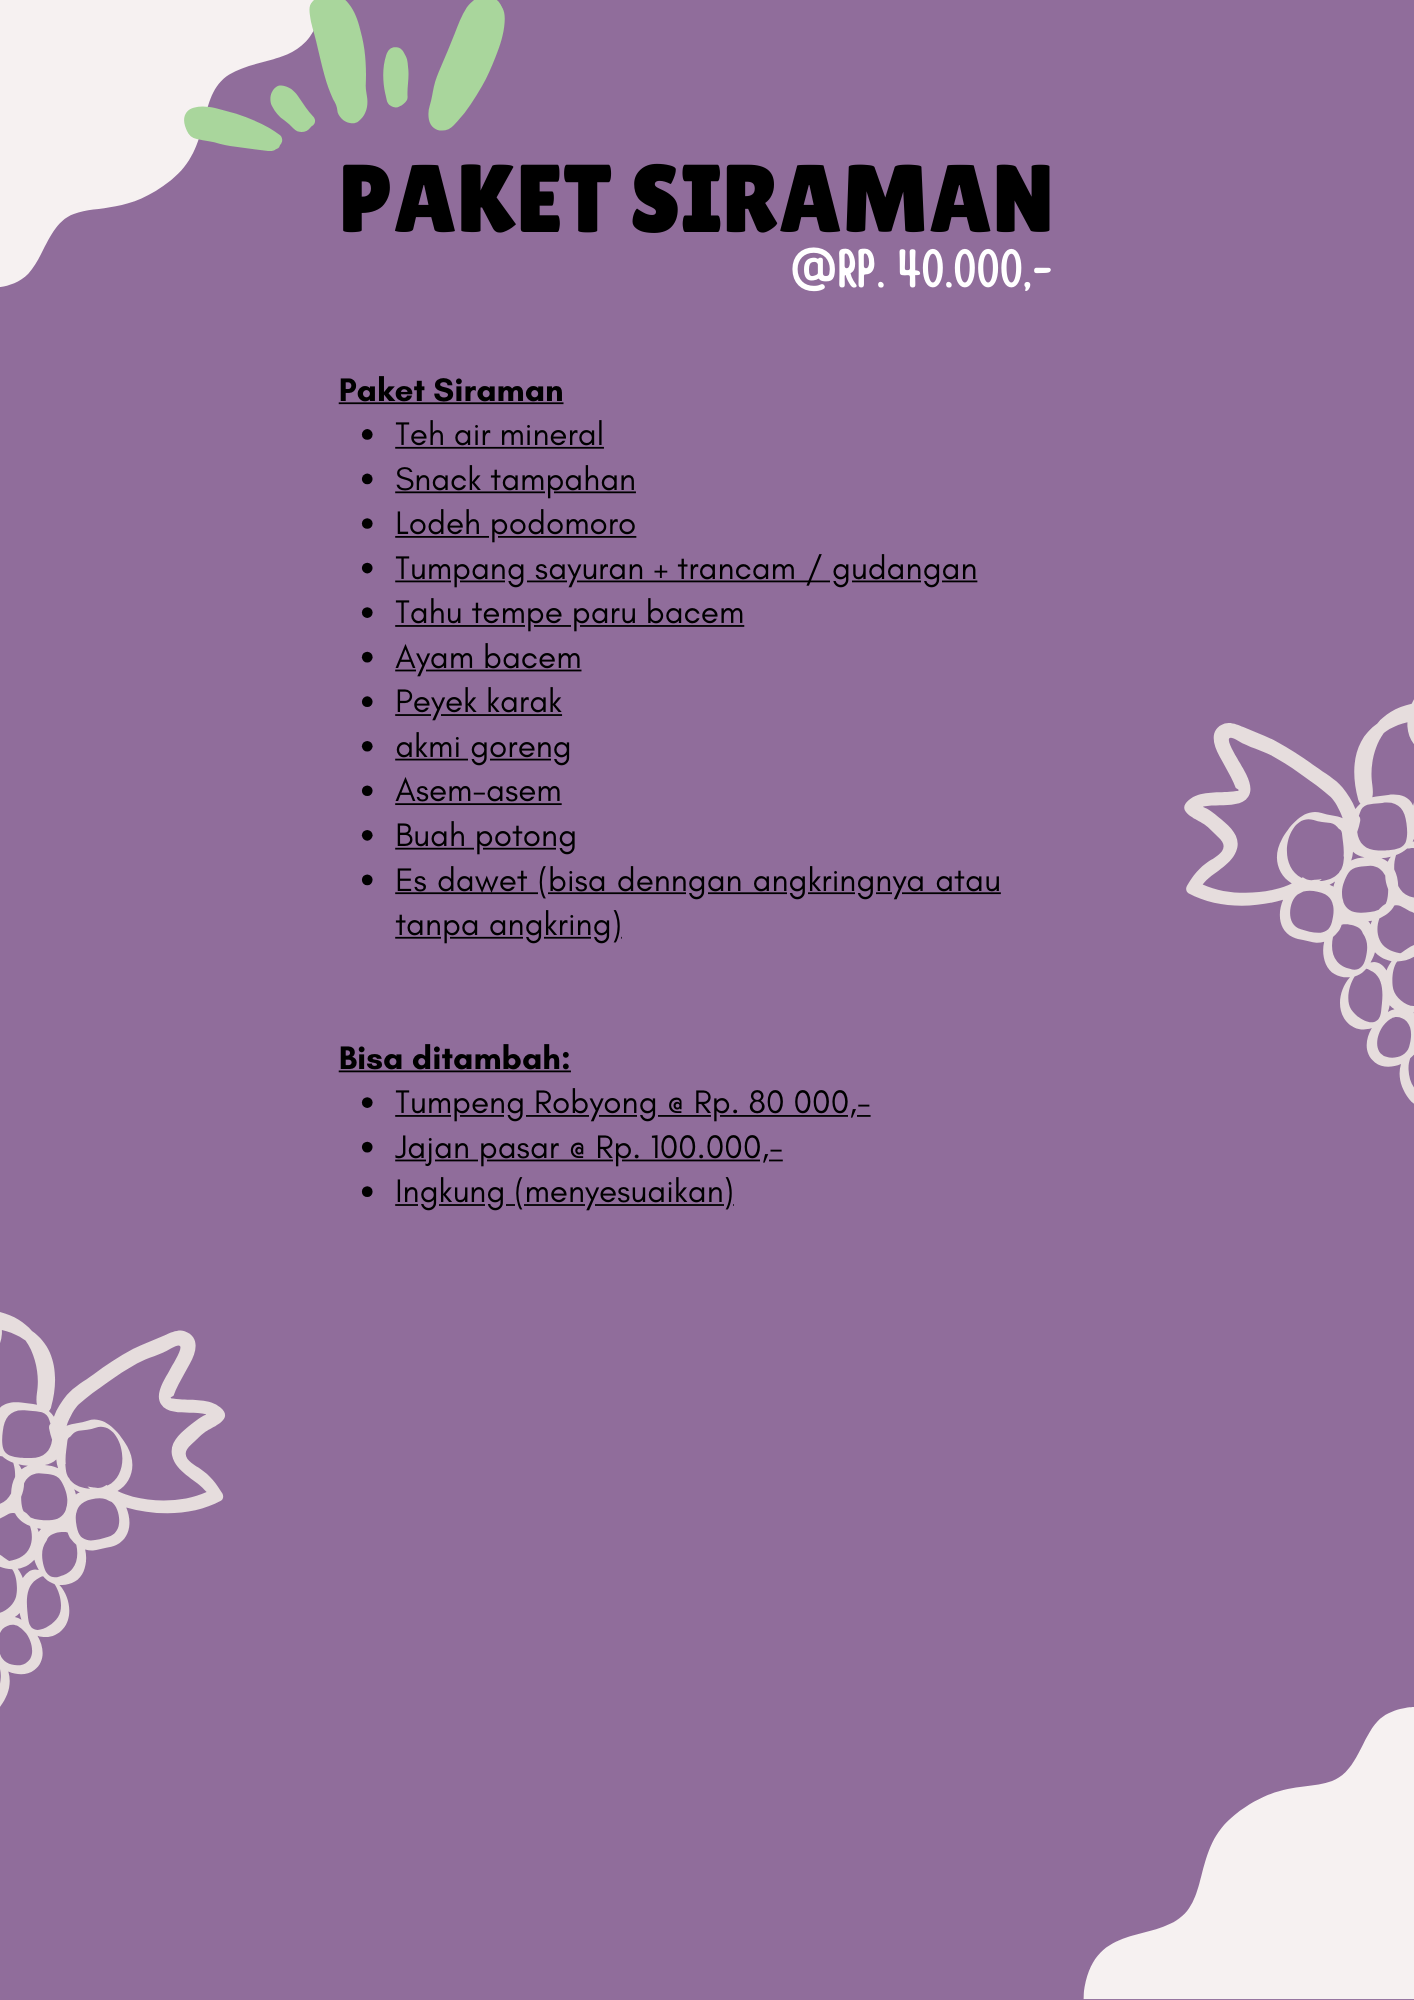 PAKET SIRAMAN
@RP. 40.000,-
Paket Siraman
• Teh air mineral
• Snack tampahan
• Lodeh podomoro
• Tumpang sayuran + trancam / gudangan
• Tahu tempe paru bacem
• Ayam bacem
• Peyek karak
• akmi goreng
• Asem-asem
• Buah potong
• Es dawet (bisa denngan angkringnya atau
tanpa angkring)
Bisa ditambah:
• Tumpeng Robyong @ Rp. 80 000,-
• Jajan pasar @ Rp. 100.000,-
• Ingkung (menyesuaikan)